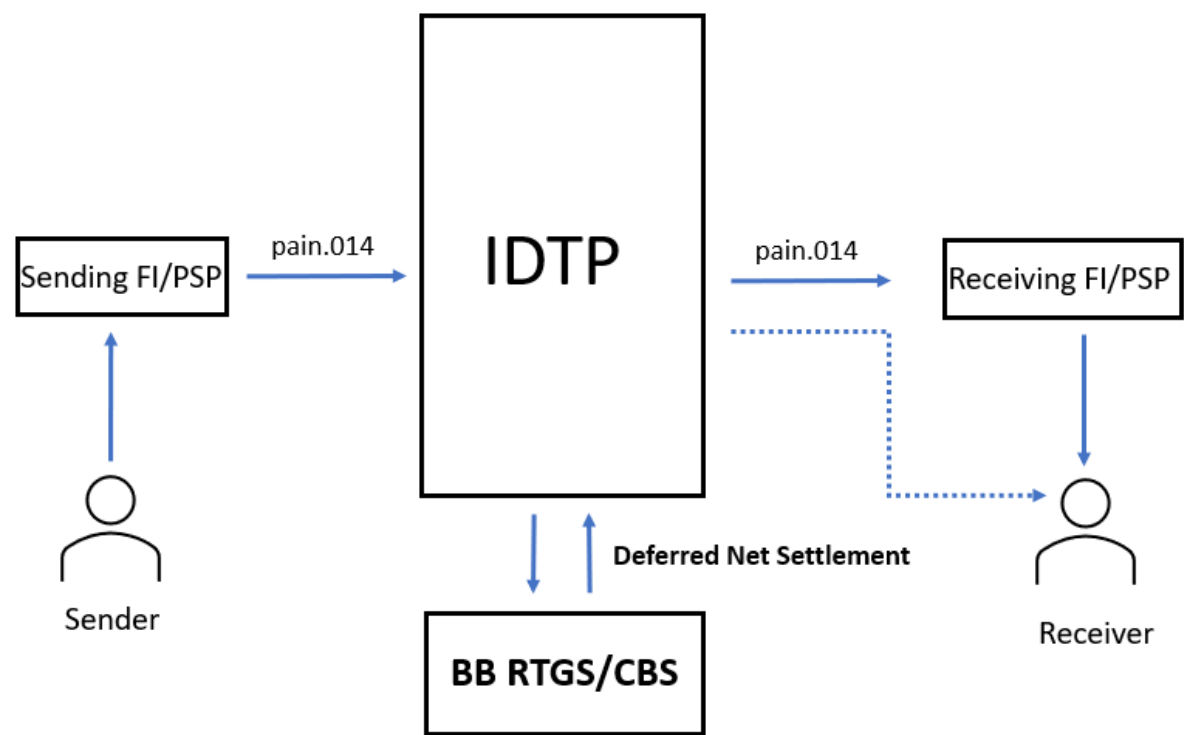 IDTP
pain.014
pain.014
Sending FI/PSP
Receiving FI/PSP
Deferred Net Settlement
Sender
Receiver
BB RTGS/CBS